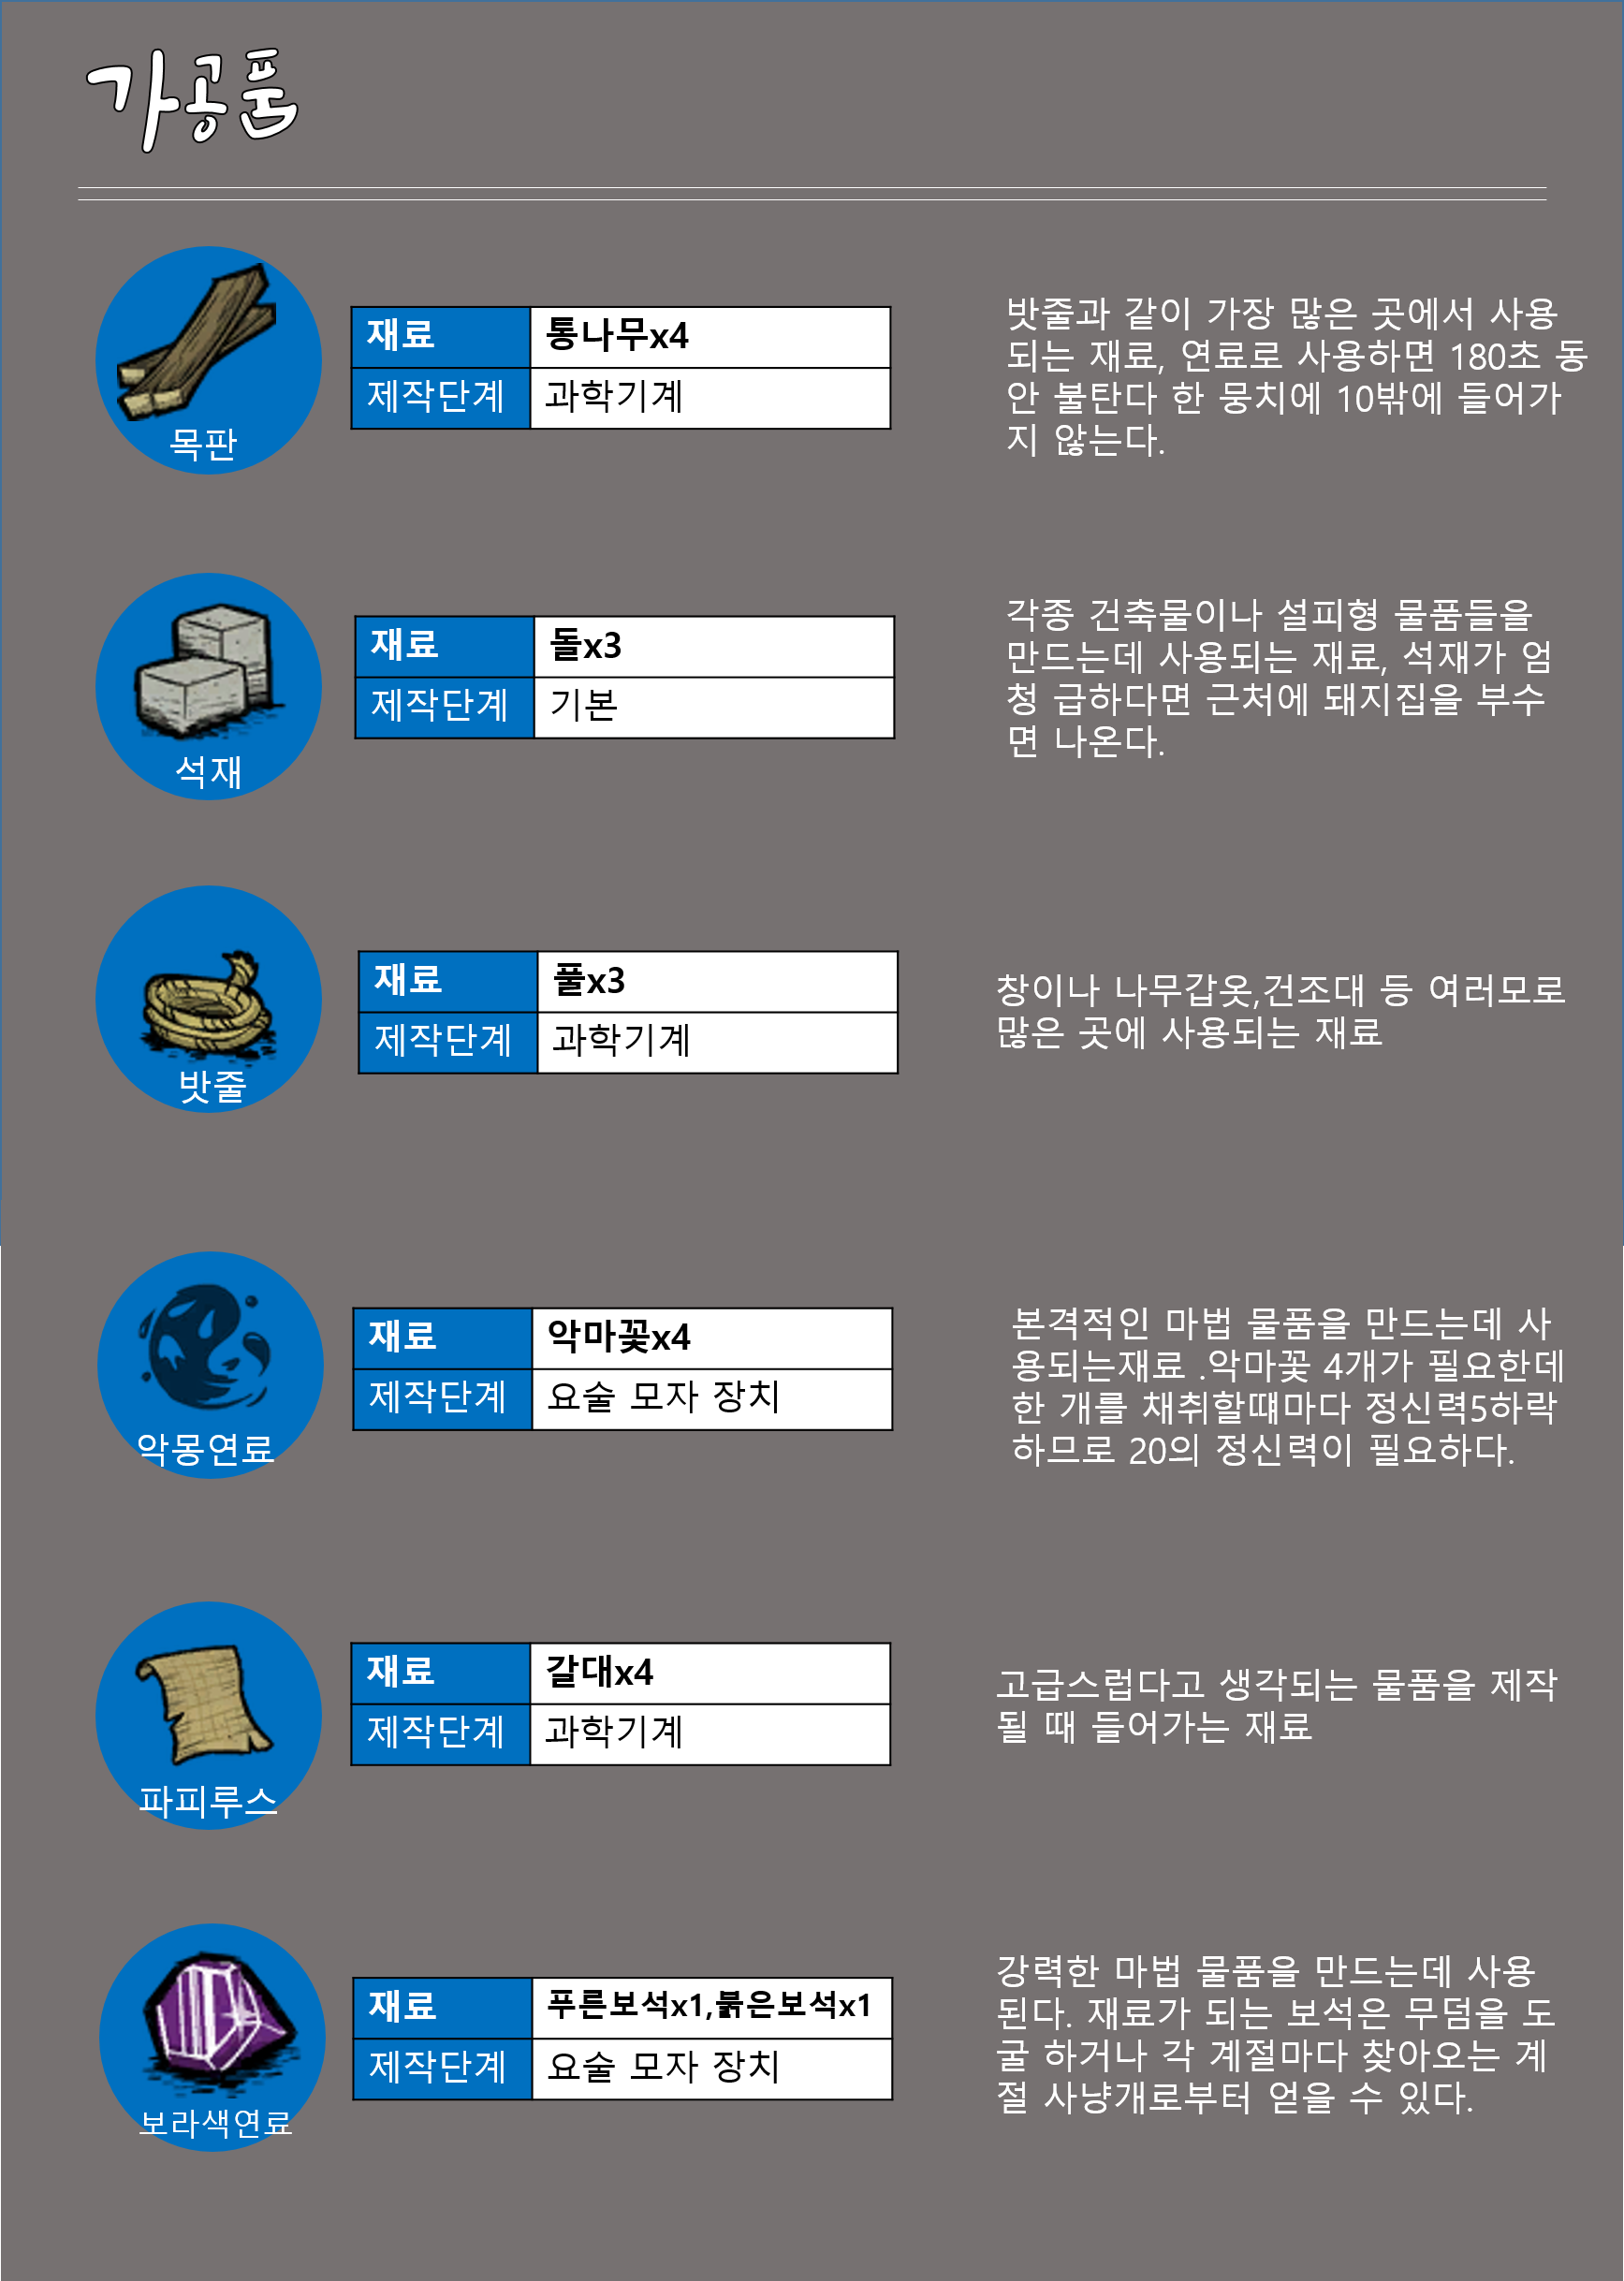 가공품
목판
재료 통나무x4
제작단계 과학기계
밧줄과 같이 가장 많은 곳에서 사용
되는 재료, 연료로 사용하면 180초 동
안 불탄다 한 뭉치에 10밖에 들어가
지 않는다.
석재
재료 돌x3
제작단계 기본
각종 건축물이나 설피형 물품들을
만드는데 사용되는 재료, 석재가 엄
청 급하다면 근처에 돼지집을 부수
면 나온다.
밧줄
재료 풀x3
제작단계 과학기계
창이나 나무갑옷,건조대 등 여러모로
많은 곳에 사용되는 재료
악몽연료
재료 악마꽃x4
제작단계 요술 모자 장치
본격적인 마법 물품을 만드는데 사
용되는재료 .악마꽃 4개가 필요한데
한 개를 채취할떄마다 정신력5하락
하므로 20의 정신력이 필요하다.
파피루스
재료 갈대x4
제작단계 과학기계
고급스럽다고 생각되는 물품을 제작
될 때 들어가는 재료
보라색연료
재료 푸른보석x1,붉은보석x1
제작단계 요술 모자 장치
강력한 마법 물품을 만드는데 사용
된다. 재료가 되는 보석은 무덤을 도
굴 하거나 각 계절마다 찾아오는 계
절 사냥개로부터 얻을 수 있다.